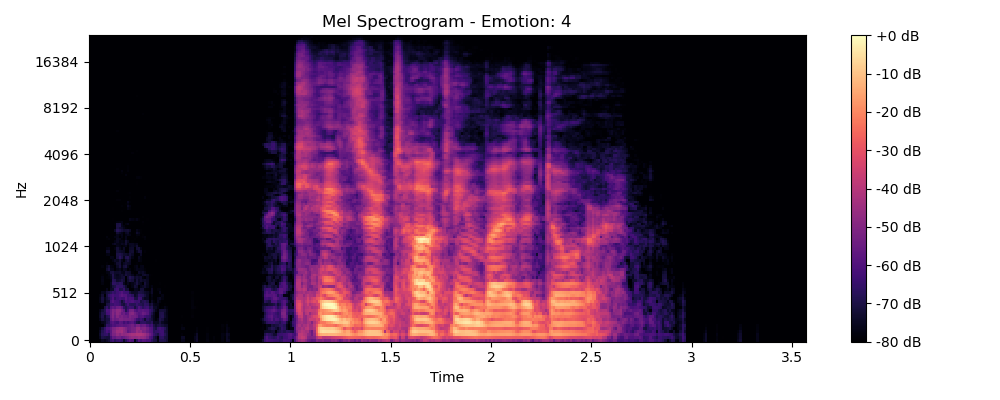 Mel Spectrogram - Emotion: 4
Hz
16384
8192
4096
2048
1024
512
0
0 0.5 1 1.5 2 2.5 3 3.5
Time
+0 dB
-10 dB
-20 dB
-30 dB
-40 dB
-50 dB
-60 dB
-70 dB
-80 dB